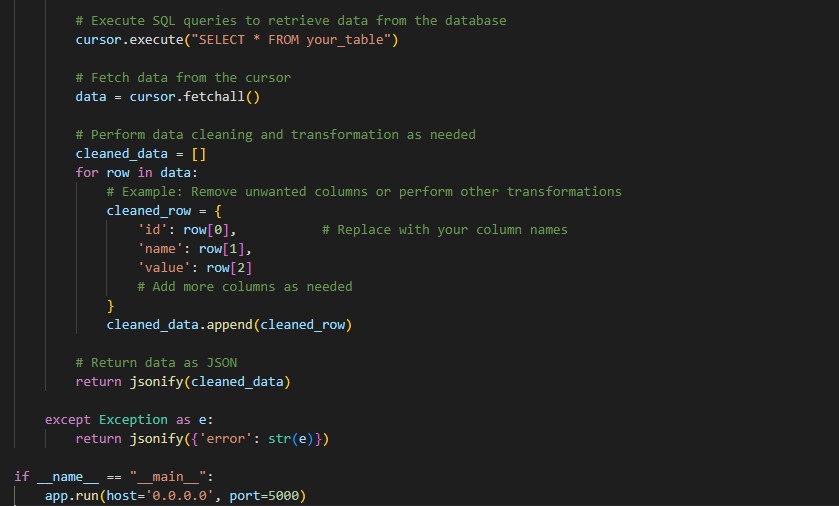 # Execute SQL queries to retrieve data from the database
cursor.execute("SELECT * FROM your_table")
# Fetch data from the cursor
data = cursor.fetchall()
# Perform data cleaning and transformation as needed
cleaned_data = []
for row in data:
# Example: Remove unwanted columns or perform other transformations
cleaned_row = {
'id': row[0], # Replace with your column names
'name': row[1],
'value': row[2]
# Add more columns as needed
}
cleaned_data.append(cleaned_row)
# Return data as JSON
return jsonify(cleaned_data)
except Exception as e:
return jsonify({'error': str(e)})
if __name__ == "__main__":
app.run(host='0.0.0.0', port=5000)